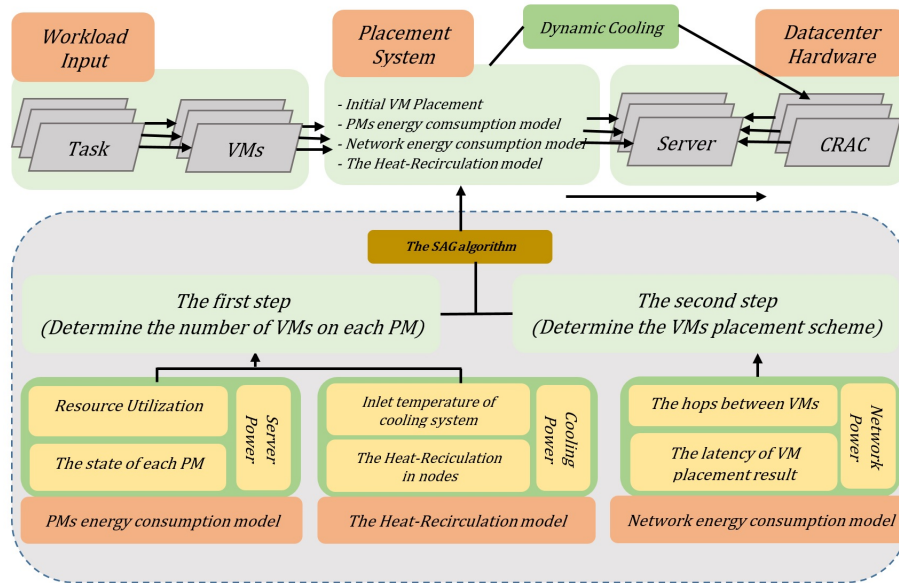 Workload
Input
Placement
System
Dynamic Cooling
Datacenter
Hardware
Task
VMs
- Initial VM Placement
- PMs energy comsumption model
- Network energy consumption model
- The Heat-Recirculation model
Server
CRAC
The SAG algorithm
The first step
(Determine the number of VMs on each PM)
The second step
(Determine the VMs placement scheme)
Resource Utilization
The state of each PM
Server
Power
Inlet temperature of
cooling system
The Heat-Reciculation
in nodes
Cooling
Power
The hops between VMs
The latency of VM
placement result
Network
Power
PMs energy consumption model
The Heat-Recirculation model
Network energy consumption model